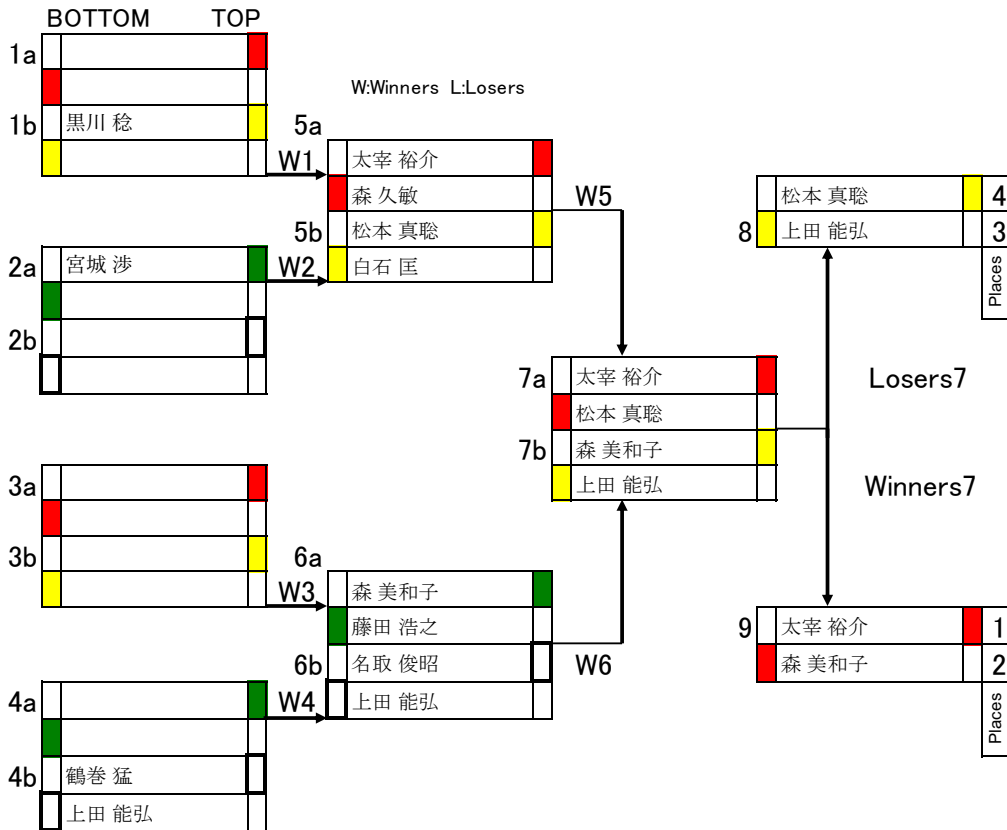 BOTTOM TOP
1a
1b 黒川 稔
W:Winners L:Losers
W1
5a 太宰 裕介
森 久敏
5b 松本 真聡
白石 匡
W5
2a 宮城 渉
W2
2b
松本 真聡 4
8 上田 能弘 3
Places
7a 太宰 裕介
松本 真聡
7b 森 美和子
上田 能弘
Losers7
Winners7
3a
3b
W3
6a 森 美和子
藤田 浩之
6b 名取 俊昭
上田 能弘
W6
4a
W4
4b 鶴巻 猛
上田 能弘
9 太宰 裕介 1
森 美和子 2
Places